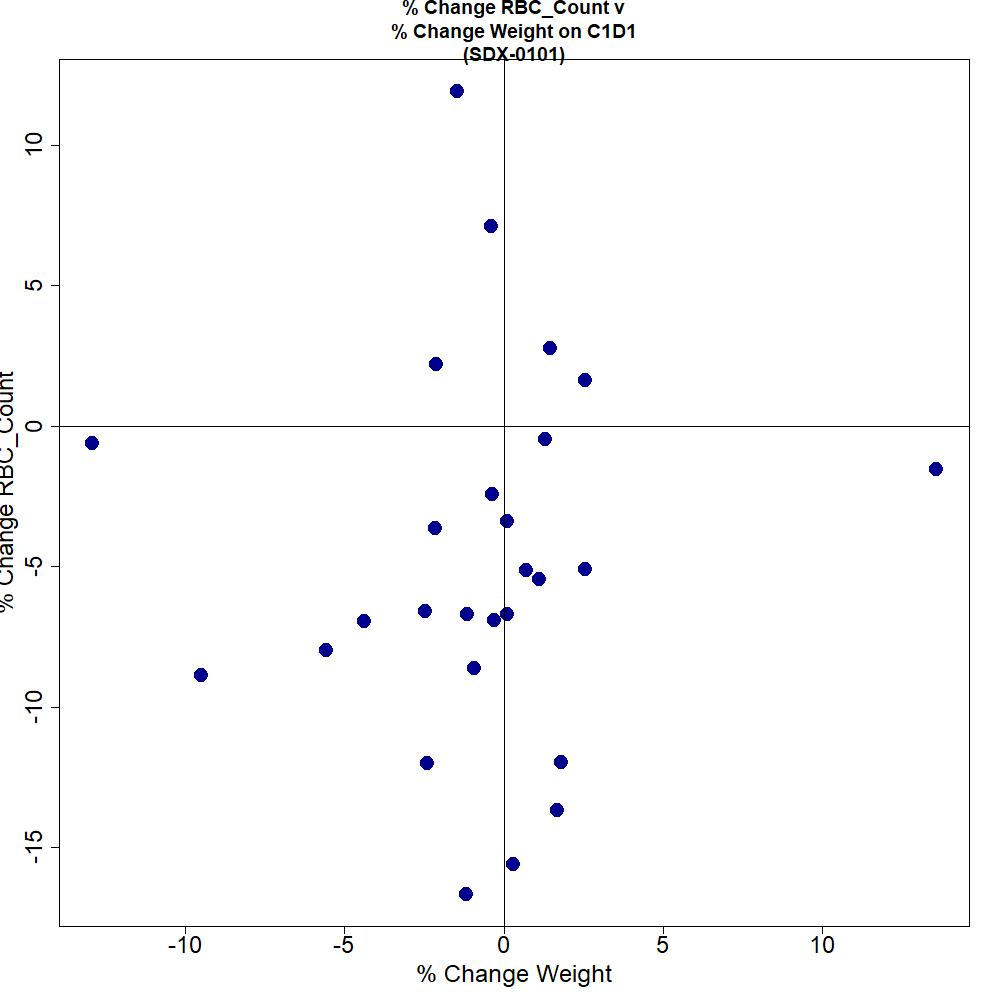 % Change RBC_Count v
% Change Weight on C1D1
(SDX-0101)
10
5
0
-5
-10
-15
% Change RBC_Count
-10
-5
0
5
10
% Change Weight